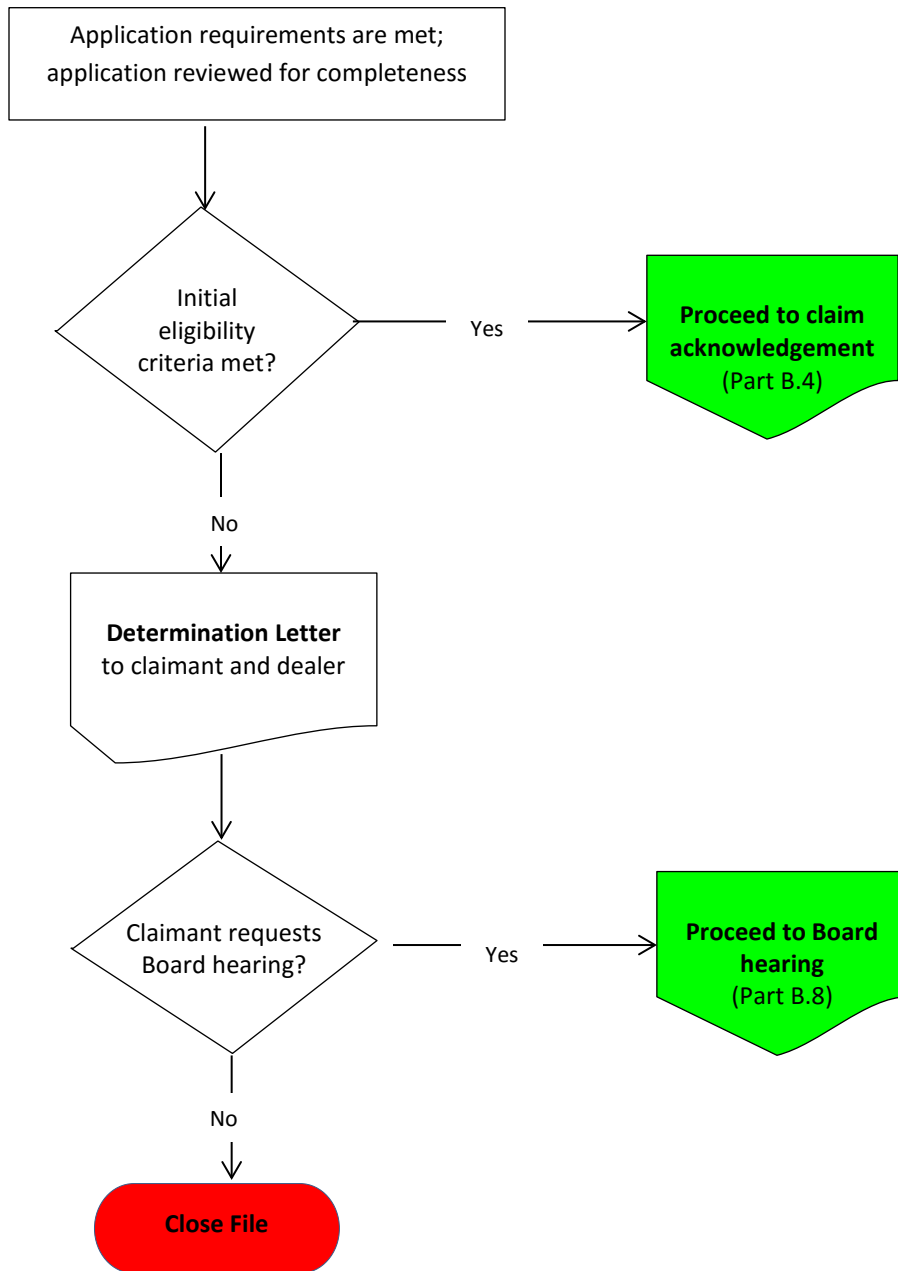 Application requirements are met;
application reviewed for completeness
Initial
eligibility
criteria met?
Yes
Proceed to claim
acknowledgement
(Part B.4)
No
Determination Letter
to claimant and dealer
Claimant requests
Board hearing?
Yes
Proceed to Board
hearing
(Part B.8)
No
Close File